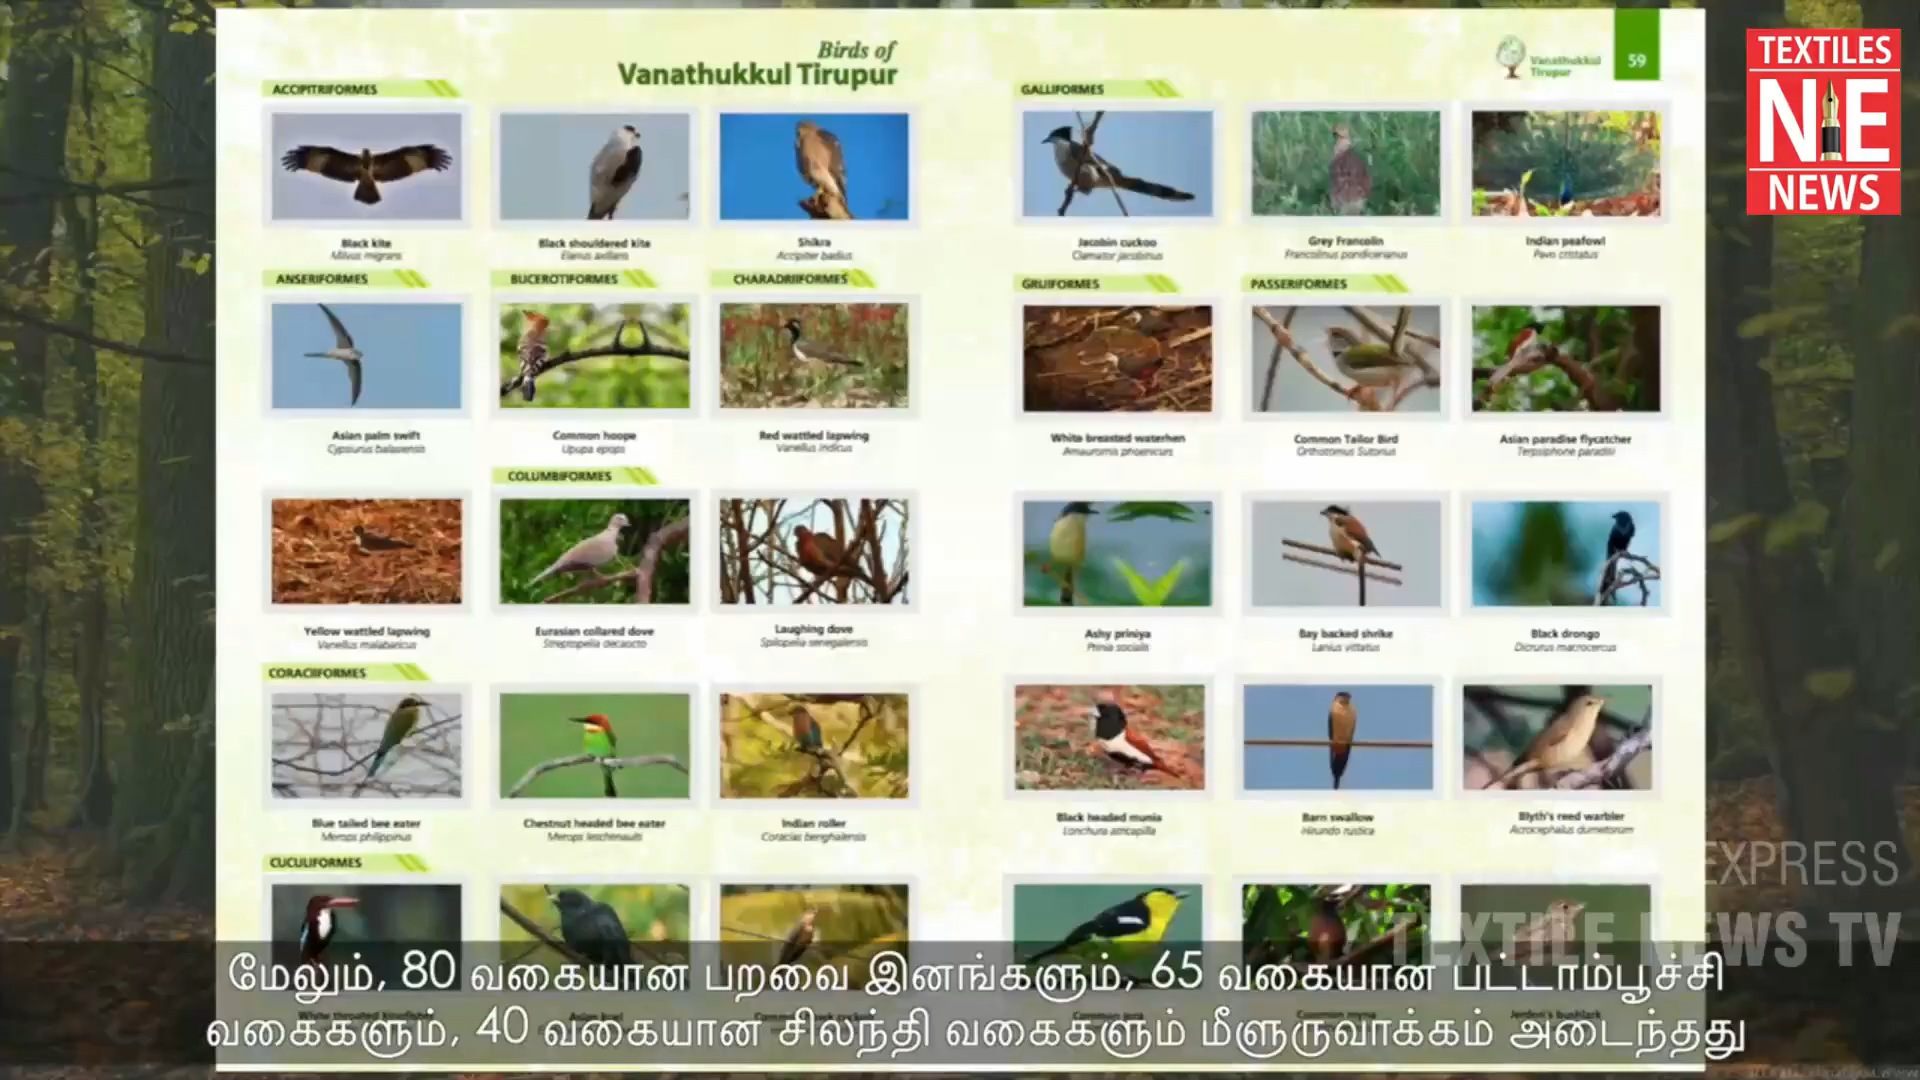 Birds of
Vanathukkul Tirupur
Vanathukkul
Tirupur
59
TEXTILES
NIE
NEWS
ACCIPITRIFORMES
GALLIFORMES
Black kite
Milvus migrans
Black shouldered kite
Elanus axillaris
Shikra
Accipiter badius
Jacobin cuckoo
Clamator jacobinus
Grey Francolin
Francolinus pondicerianus
Indian peafowl
Pavo cristatus
ANSERIFORMES
BUCEROTIFORMES
CHARADRIIFORMES
GRUIFORMES
PASSERIFORMES
Asian palm swift
Cypsiurus balasiensis
Common hoope
Upupa epops
Red wattled lapwing
Vanellus indicus
White breasted waterhen
Amaurornis phoenicurs
Common Tailor Bird
Orthotomus Sutorius
Asian paradise flycatcher
Terpsiphone paradisi
COLUMBIFORMES
Yellow wattled lapwing
Vanellus malabaricus
Eurasian collared dove
Streptopelia decaocto
Laughing dove
Spilopelia senegalensis
Ashy priniya
Prinia socialis
Bay backed shrike
Lanius vittatus
Black drongo
Dicrurus macrocercus
CORACIIFORMES
Blue tailed bee eater
Merops philippinus
Chestnut headed bee eater
Merops leschenaulti
Indian roller
Coracias benghalensis
Black headed munia
Lonchura atricapilla
Barn swallow
Hirundo rustica
Blyth's reed warbler
Acrocephalus dumetorum
CUCULIFORMES
EXPRESS
TEXTILE NEWS TV
மேலும், 80 வகையான பறவை இனங்களும், 65 வகையான பட்டாம்பூச்சி
வகைகளும், 40 வகையான சிலந்தி வகைகளும் மீளுருவாக்கம் அடைந்தது